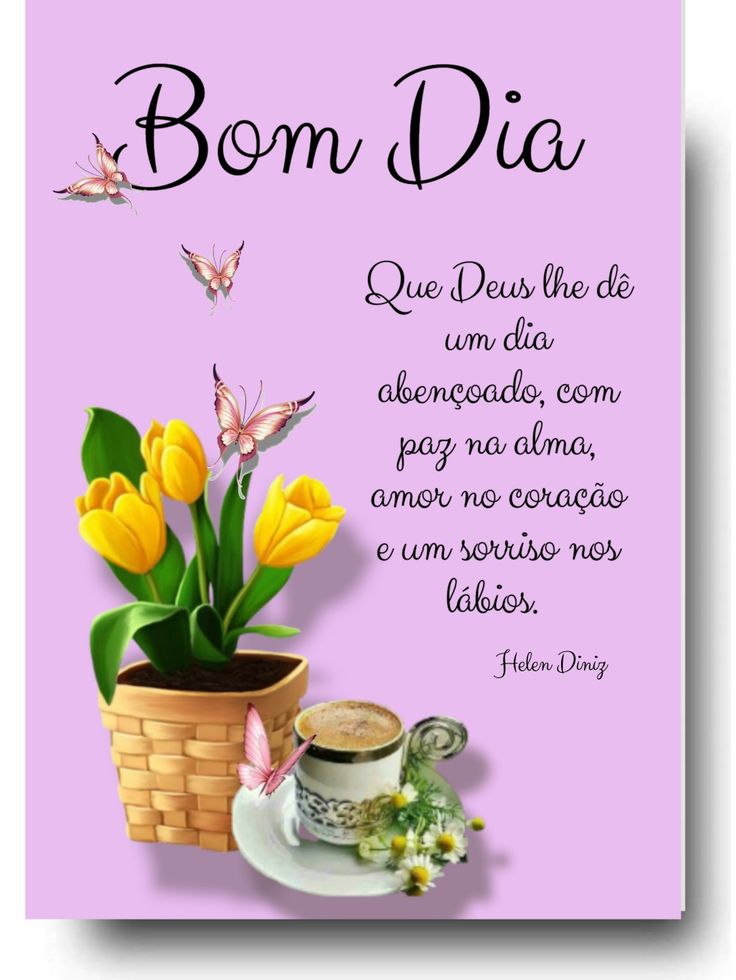 Bom Dia
Que Deus lhe dê
um dia
abençoado, com
paz na alma,
amor no coração
e um sorriso nos
lábios.
Helen Diniz